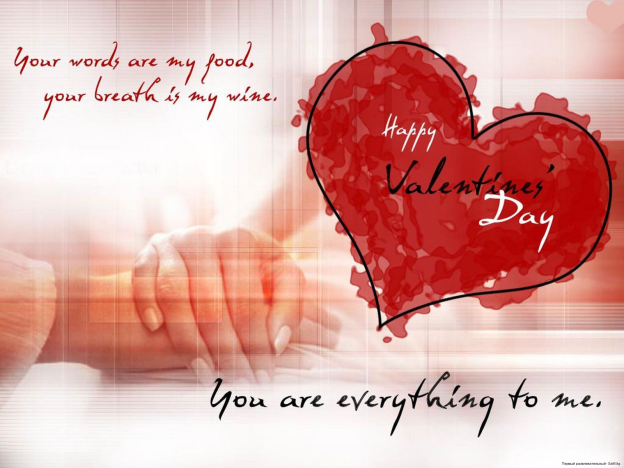 Your words are my food,
your breath is my wine.
Happy
Valentines'
Day
You are everything to me.